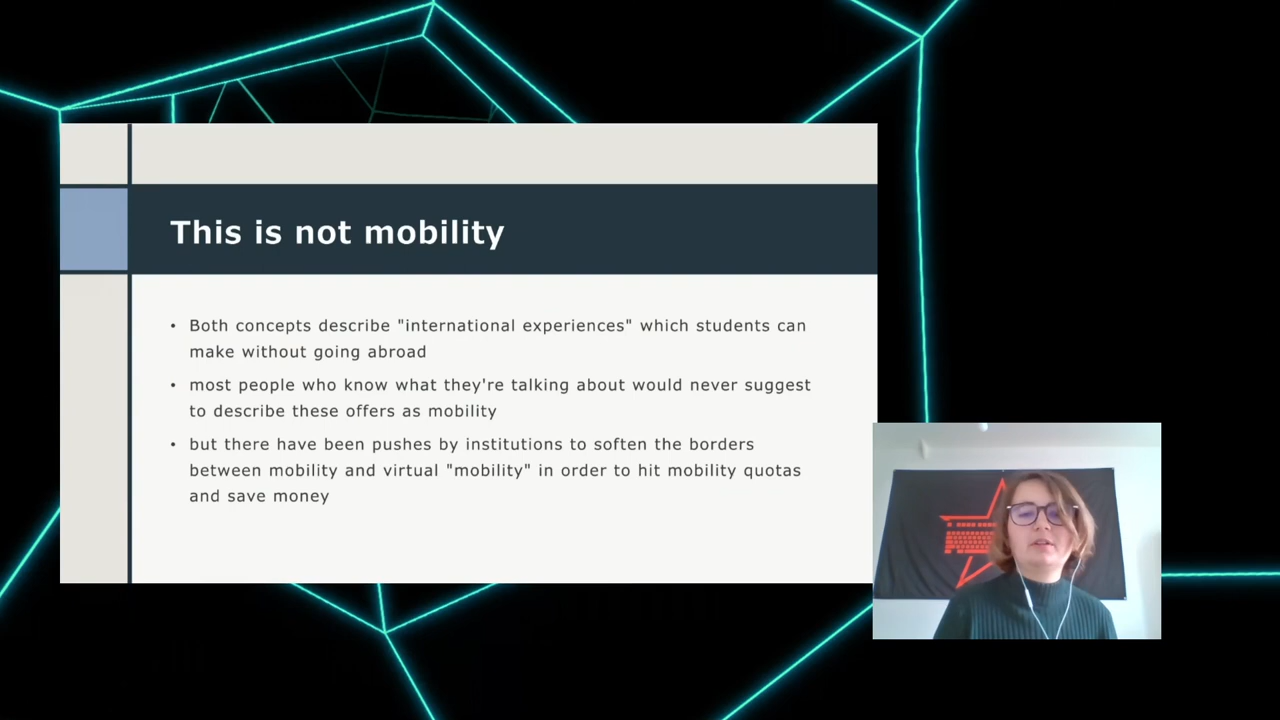 This is not mobility
• Both concepts describe "international experiences" which students can
make without going abroad
• most people who know what they're talking about would never suggest
to describe these offers as mobility
• but there have been pushes by institutions to soften the borders
between mobility and virtual "mobility" in order to hit mobility quotas
and save money